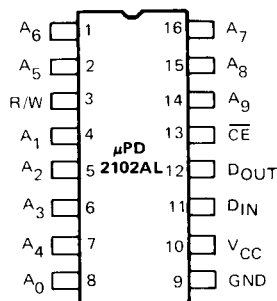 A6 1 16 A7
A5 2 15 A8
R/W 3 14 A9
A1 4 13 C̅E̅
A2 5 μPD 2102AL 12 DOUT
A3 6 11 DIN
A4 7 10 VCC
A0 8 9 GND